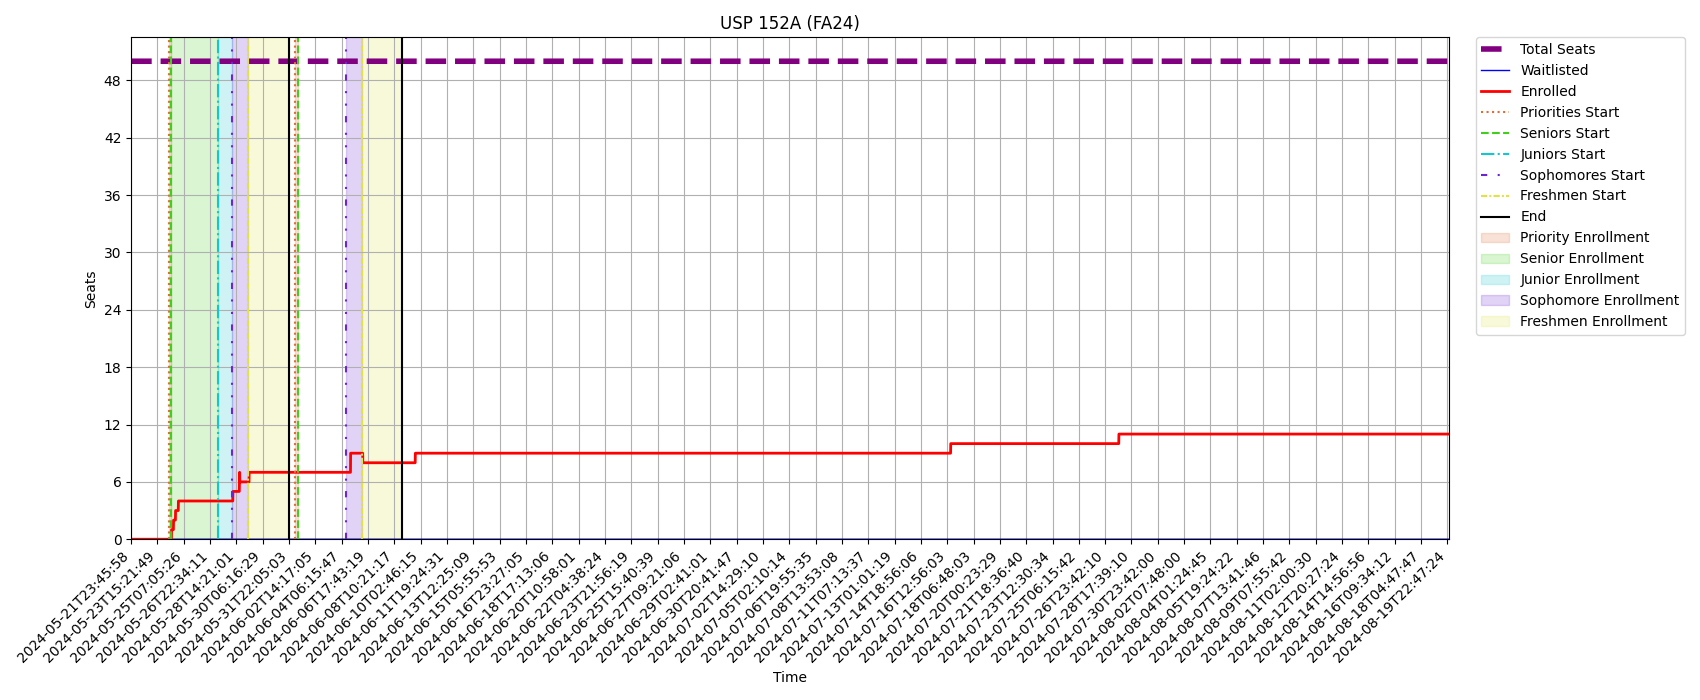 USP 152A (FA24)
Total Seats
Waitlisted
Enrolled
Priorities Start
Seniors Start
Juniors Start
Sophomores Start
Freshmen Start
End
Priority Enrollment
Senior Enrollment
Junior Enrollment
Sophomore Enrollment
Freshmen Enrollment
Seats
48
42
36
30
24
18
12
6
0
2024-05-21T23:45:58
2024-05-23T15:21:49
2024-05-25T07:05:26
2024-05-26T22:34:11
2024-05-28T14:21:01
2024-05-30T06:16:29
2024-05-31T22:05:03
2024-06-02T14:17:05
2024-06-04T06:15:47
2024-06-06T17:43:19
2024-06-08T10:21:17
2024-06-10T02:46:15
2024-06-11T19:24:31
2024-06-13T12:25:09
2024-06-15T05:55:53
2024-06-16T23:27:05
2024-06-18T17:13:06
2024-06-20T10:58:01
2024-06-22T04:38:24
2024-06-23T21:56:19
2024-06-25T15:40:39
2024-06-27T09:21:06
2024-06-29T02:41:01
2024-06-30T20:41:47
2024-07-02T14:29:10
2024-07-05T02:10:14
2024-07-06T19:55:35
2024-07-08T13:53:08
2024-07-11T07:13:37
2024-07-13T01:01:19
2024-07-14T18:56:06
2024-07-16T12:56:03
2024-07-18T06:48:03
2024-07-20T00:23:29
2024-07-21T18:36:40
2024-07-23T12:30:34
2024-07-25T06:15:42
2024-07-26T23:42:10
2024-07-28T17:39:10
2024-07-30T23:42:00
2024-08-02T07:48:00
2024-08-04T01:24:45
2024-08-05T19:24:22
2024-08-07T13:41:46
2024-08-09T07:55:42
2024-08-11T02:00:30
2024-08-12T20:27:24
2024-08-14T14:56:56
2024-08-16T09:34:12
2024-08-18T04:47:47
2024-08-19T22:47:24
Time